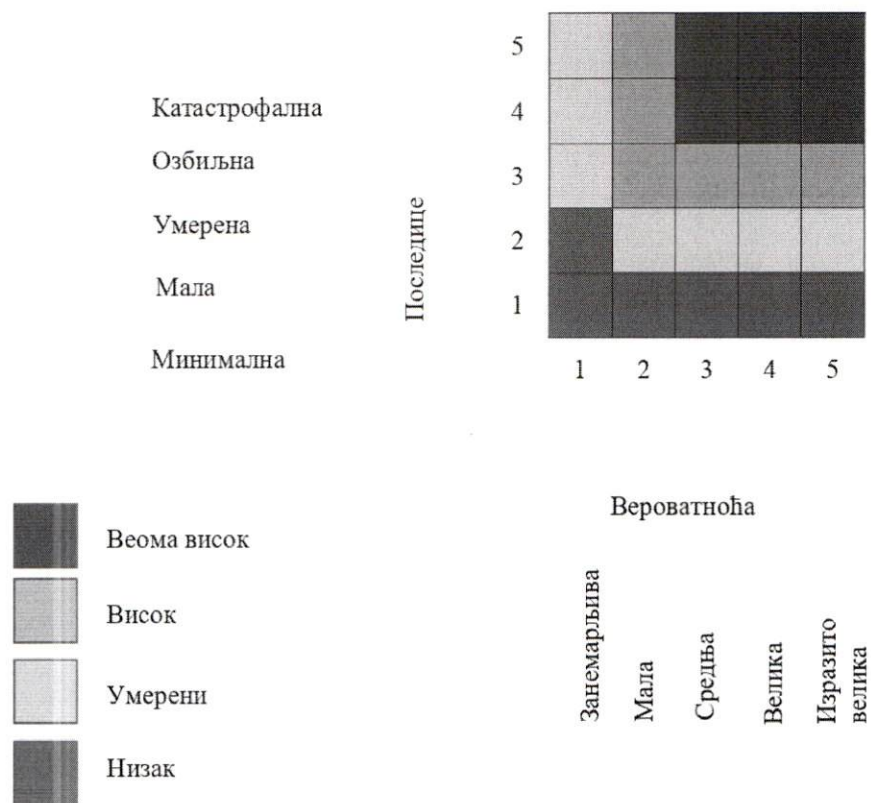 5
Катастрофална
4
Озбиљна
3
Умерена
2
Мала
1
Минимална
Последице
1 2 3 4 5
Вероватноћа
Занемарљива
Мала
Средња
Велика
Изразито
велика
Веома висок
Висок
Умерени
Низак